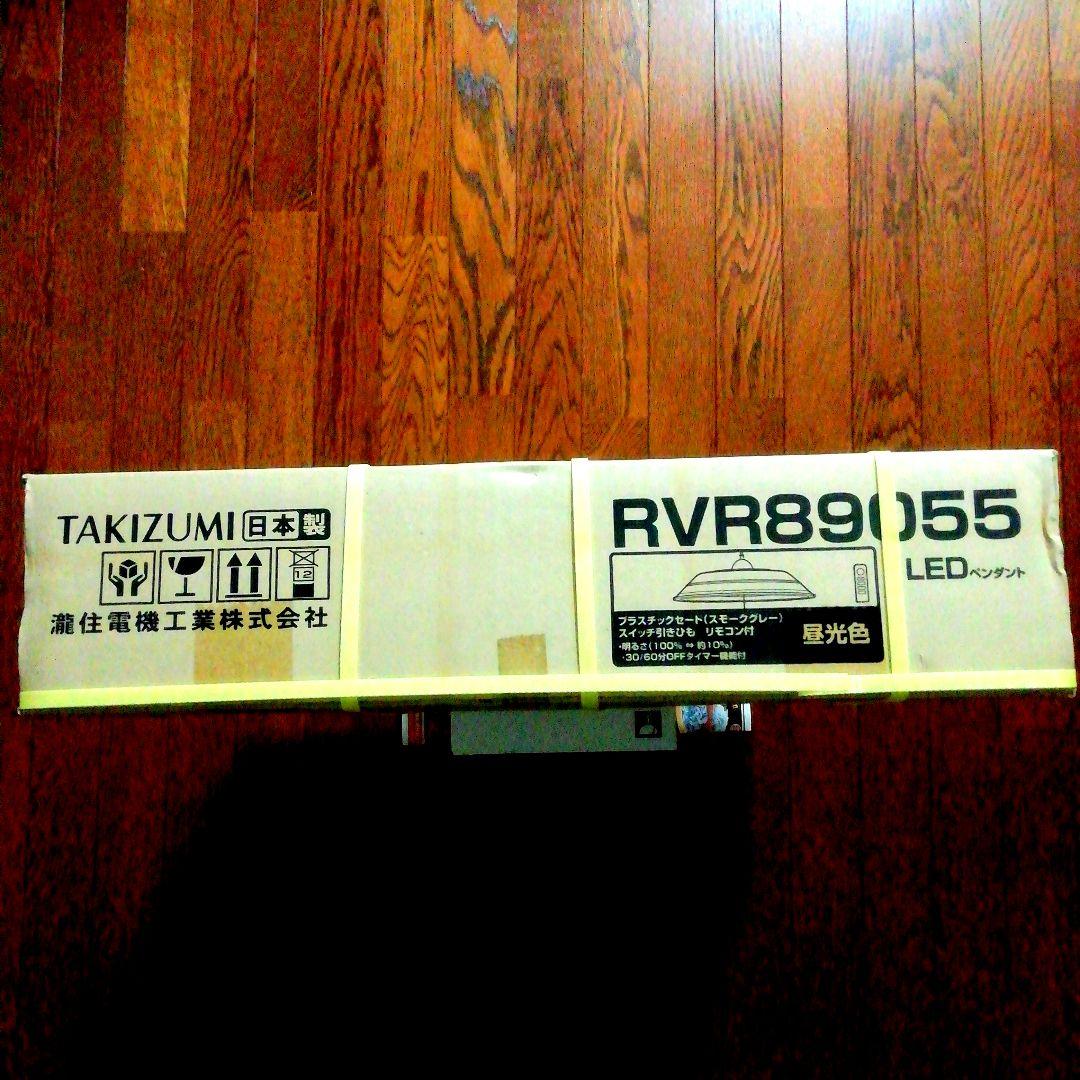 TAKIZUMI 日本製
12
瀧住電機工業株式会社
RVR89055
LEDペンダント
プラスチックセード(スモークグレー)
スイッチ引きひも リモコン付
・明るさ(100% ⇔ 約10%)
・30/60分OFFタイマー機能付
昼光色